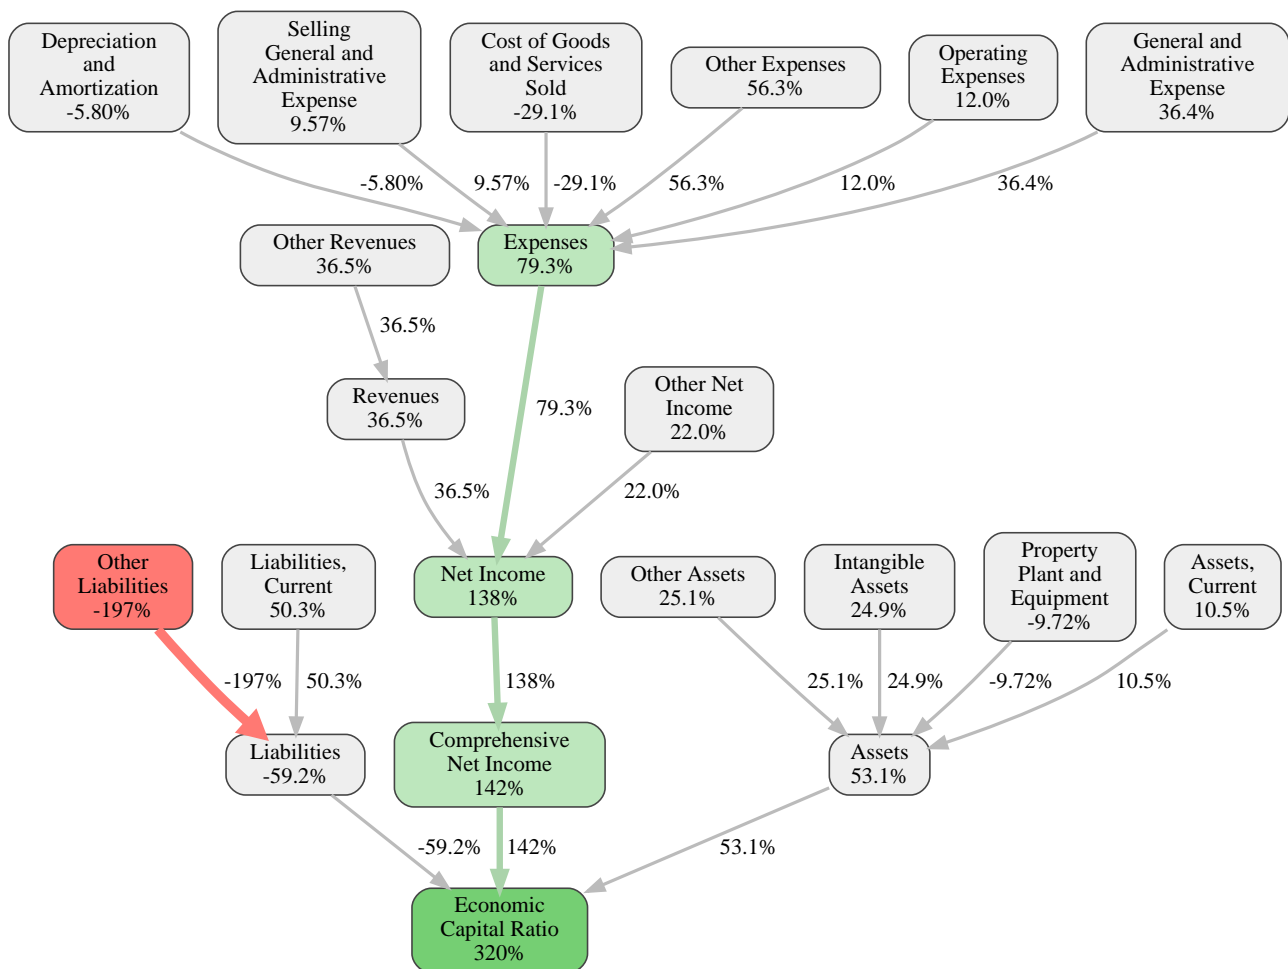 Depreciation
and
Amortization
-5.80%
Selling
General and
Administrative
Expense
9.57%
Cost of Goods
and Services
Sold
-29.1%
Other Expenses
56.3%
Operating
Expenses
12.0%
General and
Administrative
Expense
36.4%
-5.80%
9.57%
-29.1%
56.3%
12.0%
36.4%
Other Revenues
36.5%
Expenses
79.3%
36.5%
Revenues
36.5%
79.3%
Other Net
Income
22.0%
36.5%
22.0%
Other
Liabilities
-197%
Liabilities,
Current
50.3%
Net Income
138%
Other Assets
25.1%
Intangible
Assets
24.9%
Property
Plant and
Equipment
-9.72%
Assets,
Current
10.5%
-197%
50.3%
138%
25.1%
24.9%
-9.72%
10.5%
Liabilities
-59.2%
Comprehensive
Net Income
142%
Assets
53.1%
-59.2%
142%
53.1%
Economic
Capital Ratio
320%